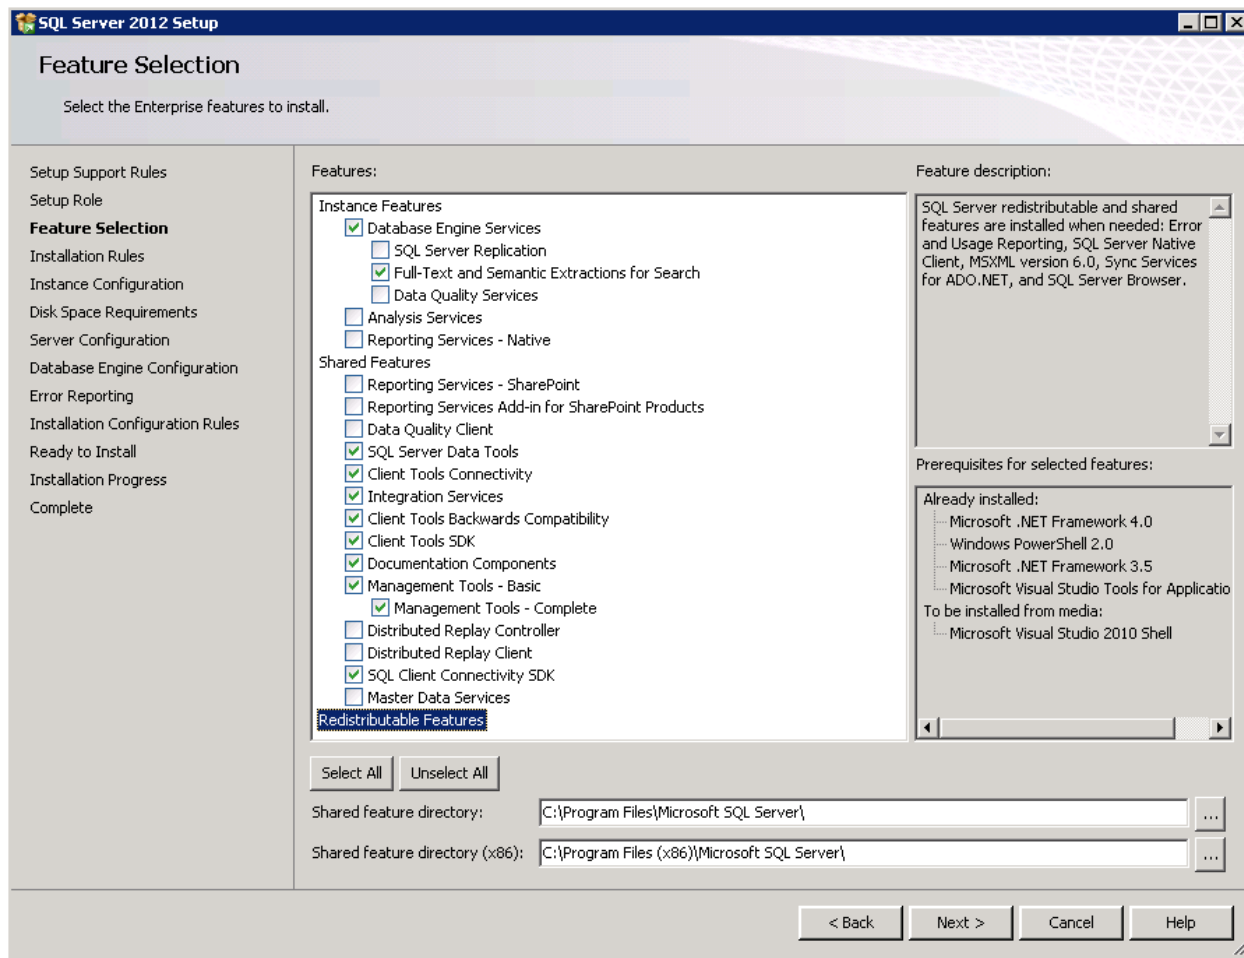 SQL Server 2012 Setup
Feature Selection
Select the Enterprise features to install.
Setup Support Rules
Setup Role
Feature Selection
Installation Rules
Instance Configuration
Disk Space Requirements
Server Configuration
Database Engine Configuration
Error Reporting
Installation Configuration Rules
Ready to Install
Installation Progress
Complete
Features:
Instance Features
Database Engine Services
SQL Server Replication
Full-Text and Semantic Extractions for Search
Data Quality Services
Analysis Services
Reporting Services - Native
Shared Features
Reporting Services - SharePoint
Reporting Services Add-in for SharePoint Products
Data Quality Client
SQL Server Data Tools
Client Tools Connectivity
Integration Services
Client Tools Backwards Compatibility
Client Tools SDK
Documentation Components
Management Tools - Basic
Management Tools - Complete
Distributed Replay Controller
Distributed Replay Client
SQL Client Connectivity SDK
Master Data Services
Redistributable Features
Feature description:
SQL Server redistributable and shared
features are installed when needed: Error
and Usage Reporting, SQL Server Native
Client, MSXML version 6.0, Sync Services
for ADO.NET, and SQL Server Browser.
Prerequisites for selected features:
Already installed:
Microsoft .NET Framework 4.0
Windows PowerShell 2.0
Microsoft .NET Framework 3.5
Microsoft Visual Studio Tools for Applicatio
To be installed from media:
Microsoft Visual Studio 2010 Shell
Select All
Unselect All
Shared feature directory:
C:\Program Files\Microsoft SQL Server\
...
Shared feature directory (x86):
C:\Program Files (x86)\Microsoft SQL Server\
...
< Back
Next >
Cancel
Help